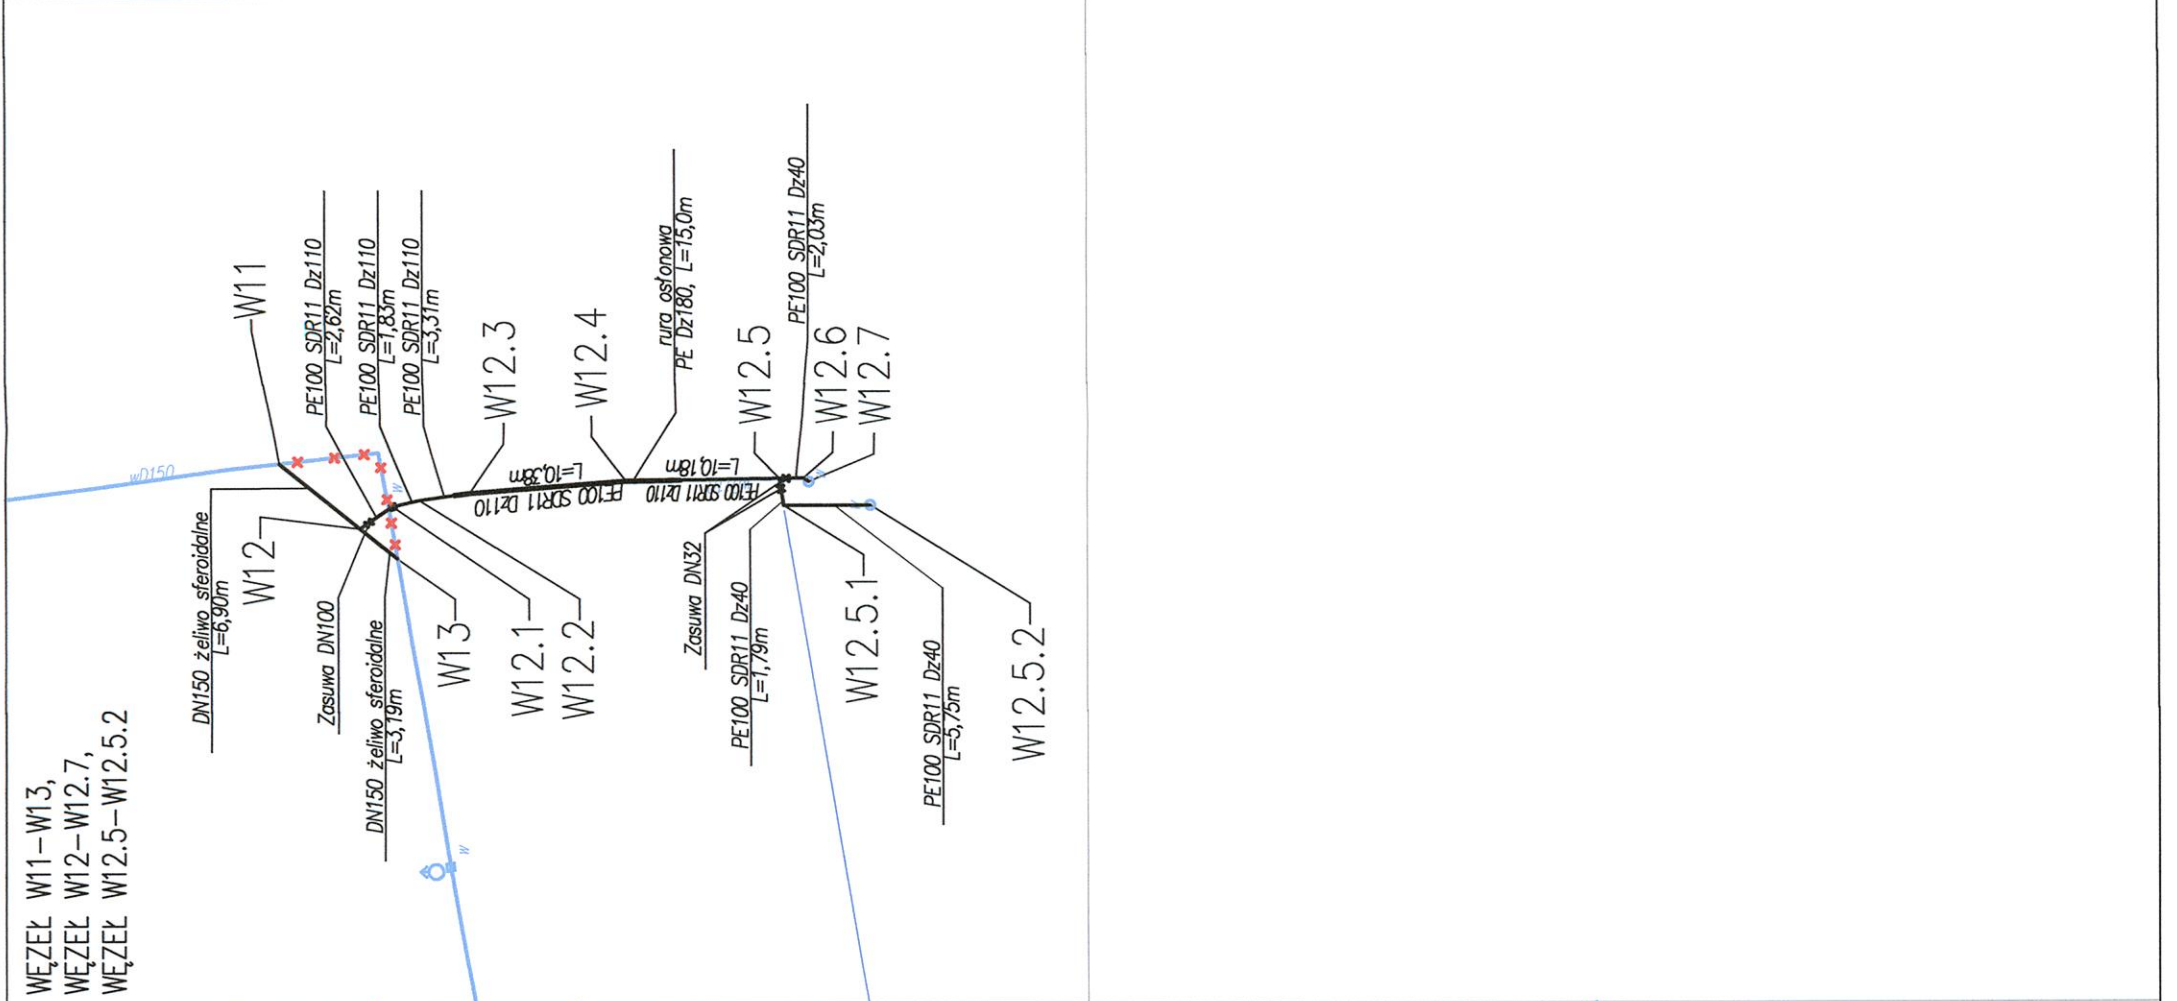 WĘZEŁ W11-W13,
WĘZEŁ W12-W12.7,
WĘZEŁ W12.5-W12.5.2
wD150
DN150 żeliwo sferoidalne
L=6,90m
W11
W12
PE100 SDR11 Dz110
L=2,62m
Zasuwa DN100
PE100 SDR11 Dz110
L=1,83m
DN150 żeliwo sferoidalne
L=3,19m
PE100 SDR11 Dz110
L=3,31m
w
W13
w
W12.3
W12.1
PE100 SDR11 Dz110
L=10,38m
W12.2
W12.4
rura osłonowa
PE Dz180, L=15,0m
PE100 SDR11 Dz110
L=10,18m
Zasuwa DN32
W12.5
PE100 SDR11 Dz40
L=1,79m
PE100 SDR11 Dz40
L=2,03m
W12.6
w
W12.7
W12.5.1
PE100 SDR11 Dz40
L=5,75m
W12.5.2